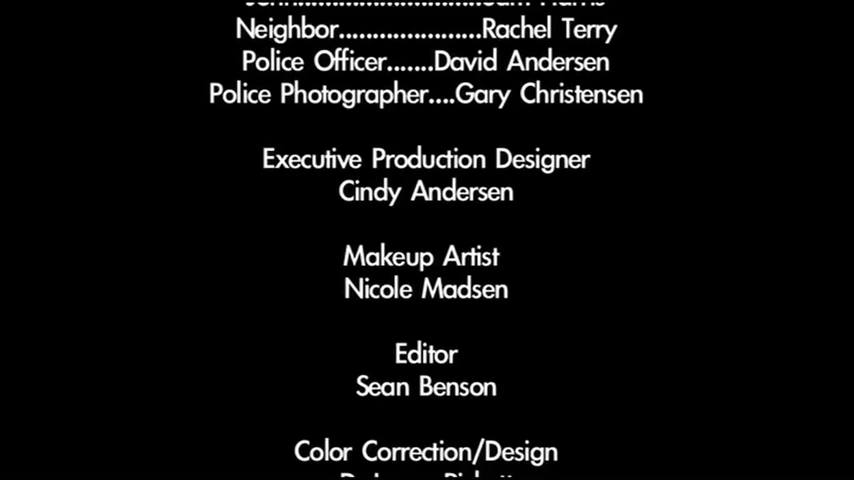 Neighbor.....................Rachel Terry
Police Officer.......David Andersen
Police Photographer....Gary Christensen
Executive Production Designer
Cindy Andersen
Makeup Artist
Nicole Madsen
Editor
Sean Benson
Color Correction/Design